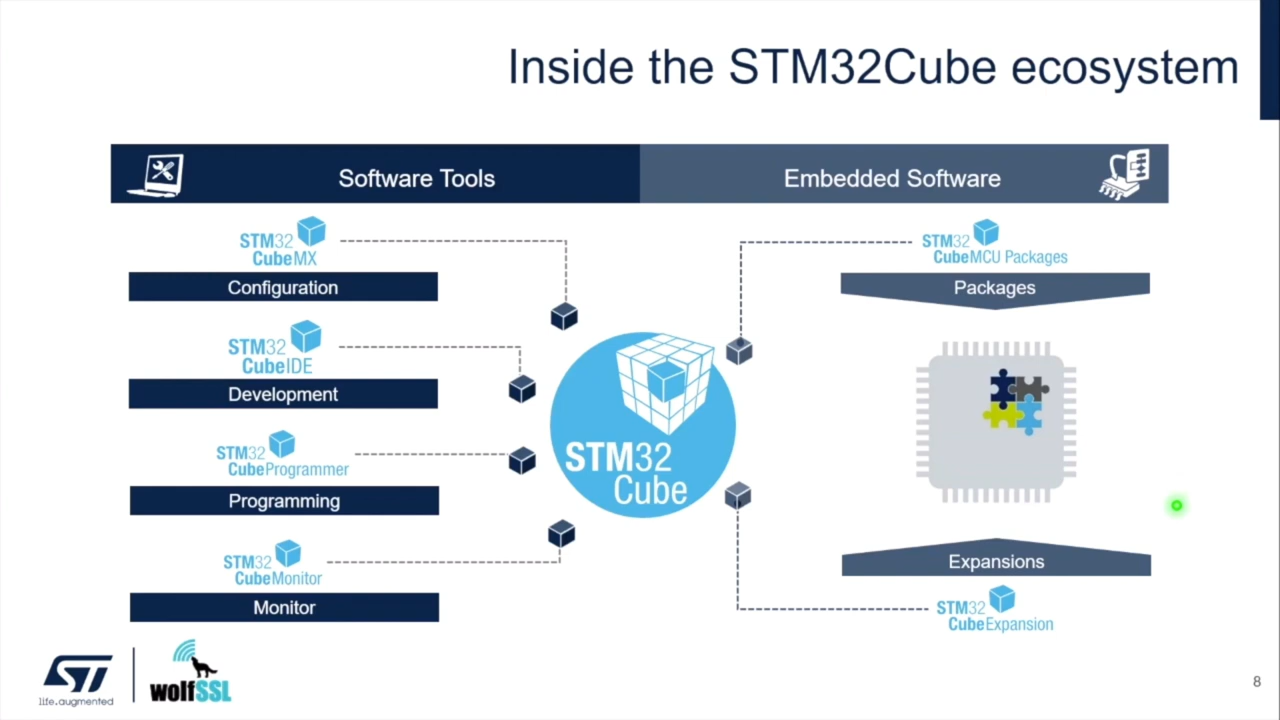 Inside the STM32Cube ecosystem
Software Tools
Embedded Software
STM32
CubeMX
Configuration
STM32
CubeIDE
Development
STM32
CubeProgrammer
Programming
STM32
CubeMonitor
Monitor
STM32
Cube
STM32
CubeMCU Packages
Packages
Expansions
STM32
CubeExpansion
ST
life.augmented
wolfSSL
8